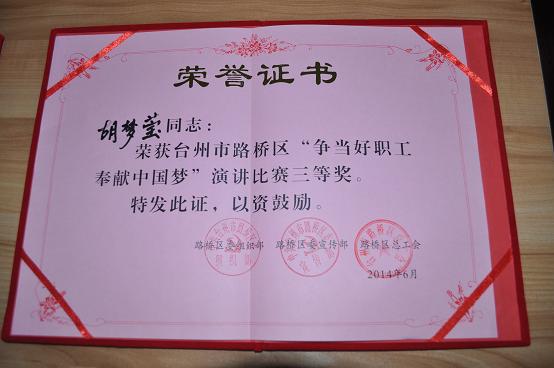 荣誉证书
胡梦莹同志：
荣获台州市路桥区“争当好职工
奉献中国梦”演讲比赛三等奖。
特发此证，以资鼓励。
路桥区委组织部 路桥区委宣传部 路桥区总工会
2014年6月